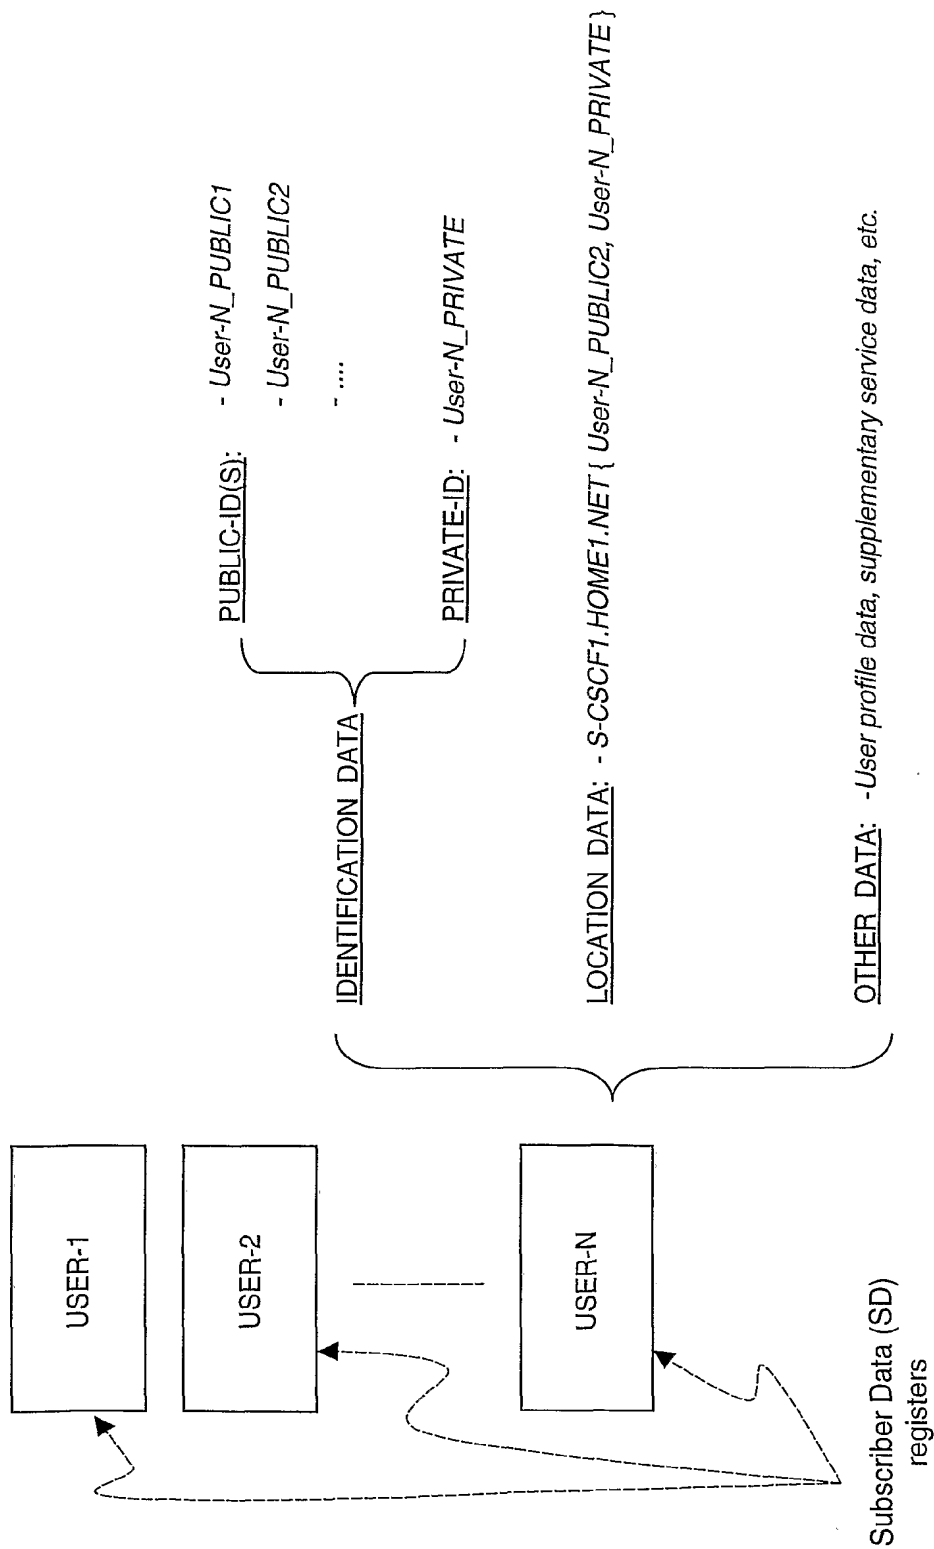 USER-1
USER-2
USER-N
Subscriber Data (SD)
registers
IDENTIFICATION DATA
PUBLIC-ID(S): - User-N_PUBLIC1
- User-N_PUBLIC2
- ....
PRIVATE-ID: - User-N_PRIVATE
LOCATION DATA: - S-CSCF1.HOME1.NET { User-N_PUBLIC2, User-N_PRIVATE }
OTHER DATA: -User profile data, supplementary service data, etc.